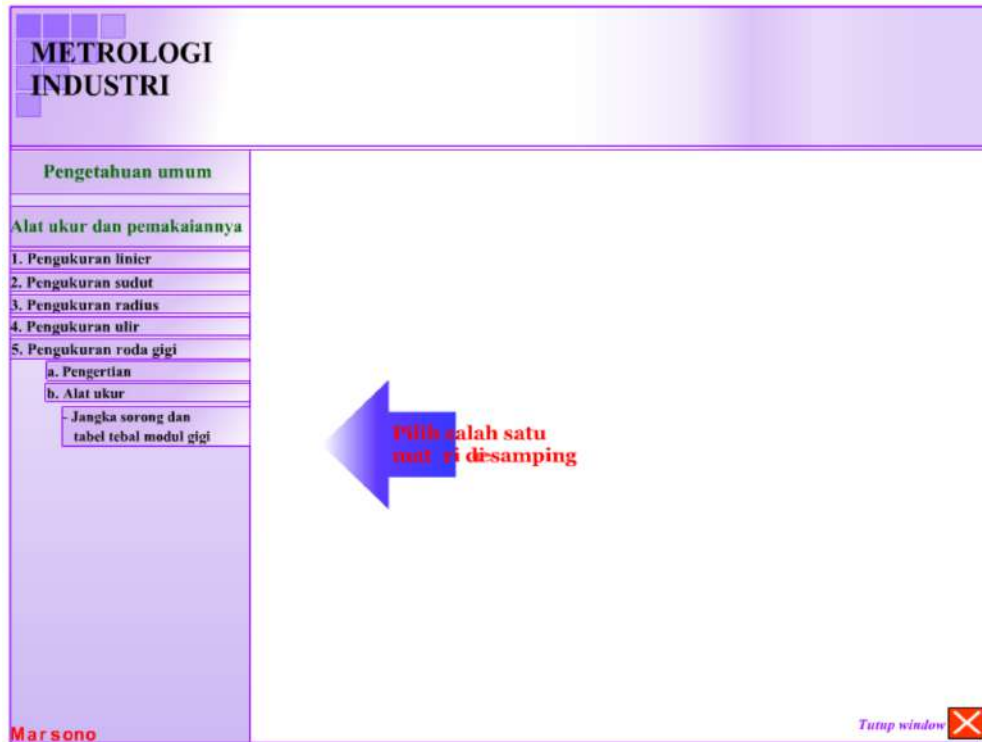 METROLOGI
INDUSTRI
Pengetahuan umum
Alat ukur dan pemakaiannya
1. Pengukuran linier
2. Pengukuran sudut
3. Pengukuran radius
4. Pengukuran ulir
5. Pengukuran roda gigi
a. Pengertian
b. Alat ukur
- Jangka sorong dan
tabel tebal modul gigi
Pilih salah satu
mat ri di-samping
Marsono
Tutup window